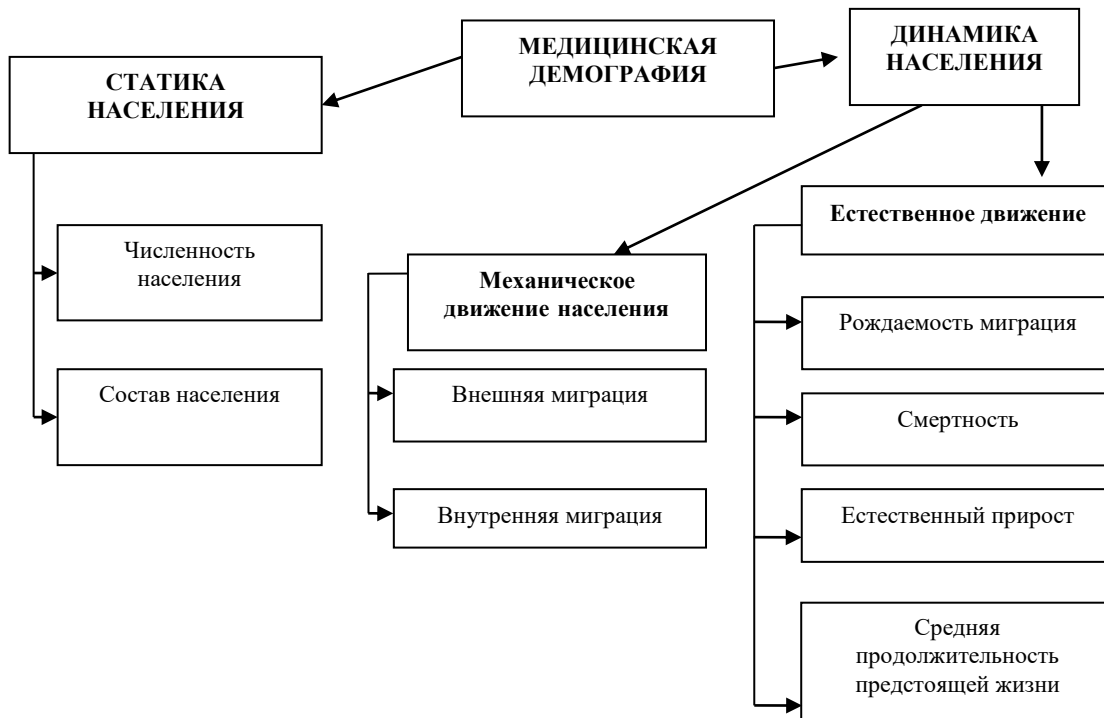 МЕДИЦИНСКАЯ
ДЕМОГРАФИЯ
ДИНАМИКА
НАСЕЛЕНИЯ
СТАТИКА
НАСЕЛЕНИЯ
Численность
населения
Состав населения
Механическое
движение населения
Внешняя миграция
Внутренняя миграция
Естественное движение
Рождаемость миграция
Смертность
Естественный прирост
Средняя
продолжительность
предстоящей жизни